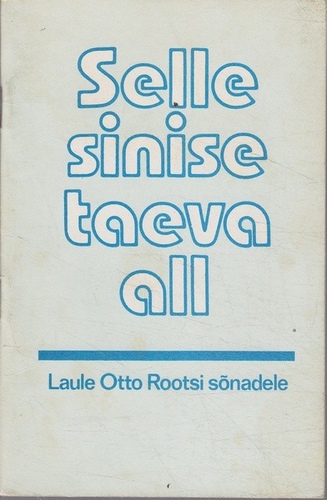 Selle
sinise
taeva
all
Laule Otto Rootsi sõnadele